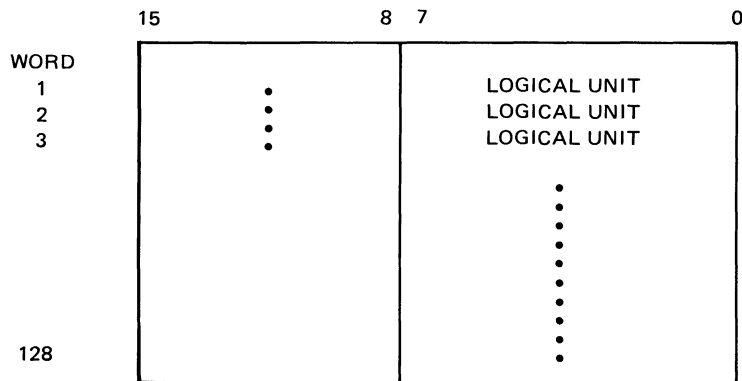 15 8 7 0
WORD
1 LOGICAL UNIT
2 LOGICAL UNIT
3 LOGICAL UNIT
128